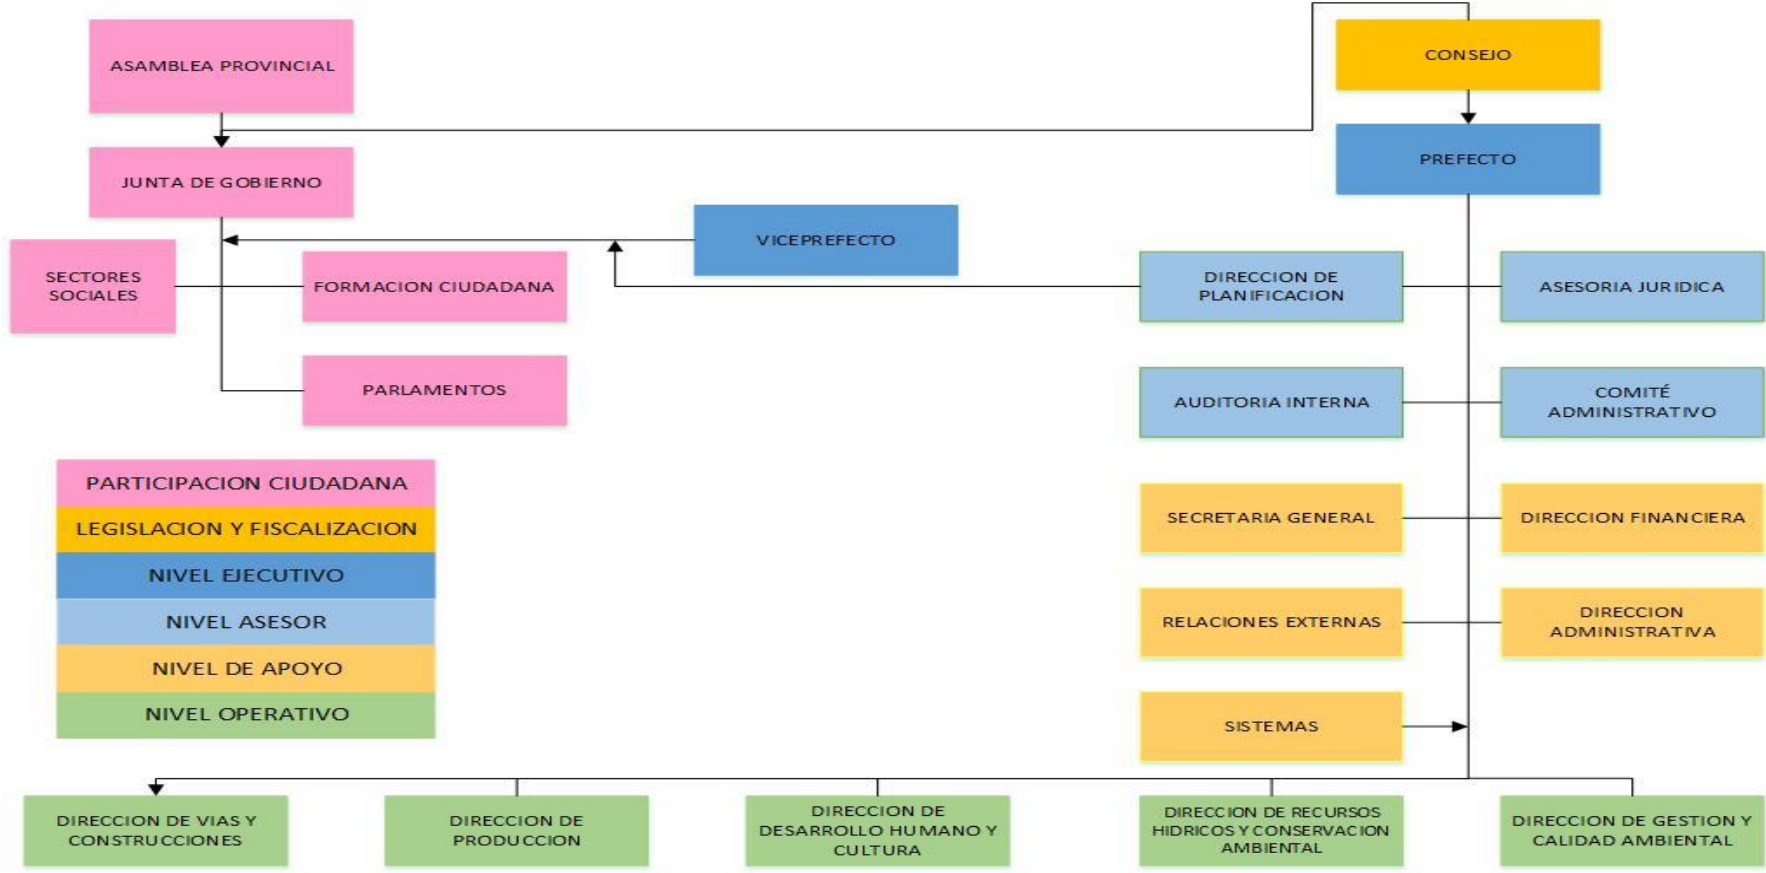 ASAMBLEA PROVINCIAL
CONSEJO
PREFECTO
JUNTA DE GOBIERNO
VICEPREFECTO
SECTORES
SOCIALES
FORMACION CIUDADANA
DIRECCION DE
PLANIFICACION
ASESORIA JURIDICA
PARLAMENTOS
AUDITORIA INTERNA
COMITÉ
ADMINISTRATIVO
PARTICIPACION CIUDADANA
LEGISLACION Y FISCALIZACION
NIVEL EJECUTIVO
NIVEL ASESOR
NIVEL DE APOYO
NIVEL OPERATIVO
SECRETARIA GENERAL
DIRECCION FINANCIERA
RELACIONES EXTERNAS
DIRECCION
ADMINISTRATIVA
SISTEMAS
DIRECCION DE VIAS Y
CONSTRUCCIONES
DIRECCION DE
PRODUCCION
DIRECCION DE
DESARROLLO HUMANO Y
CULTURA
DIRECCION DE RECURSOS
HIDRICOS Y CONSERVACION
AMBIENTAL
DIRECCION DE GESTION Y
CALIDAD AMBIENTAL